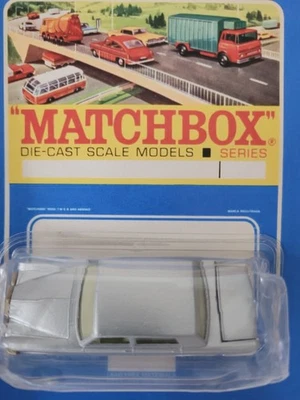 "MATCHBOX"®
DIE-CAST SCALE MODELS ■ SERIES